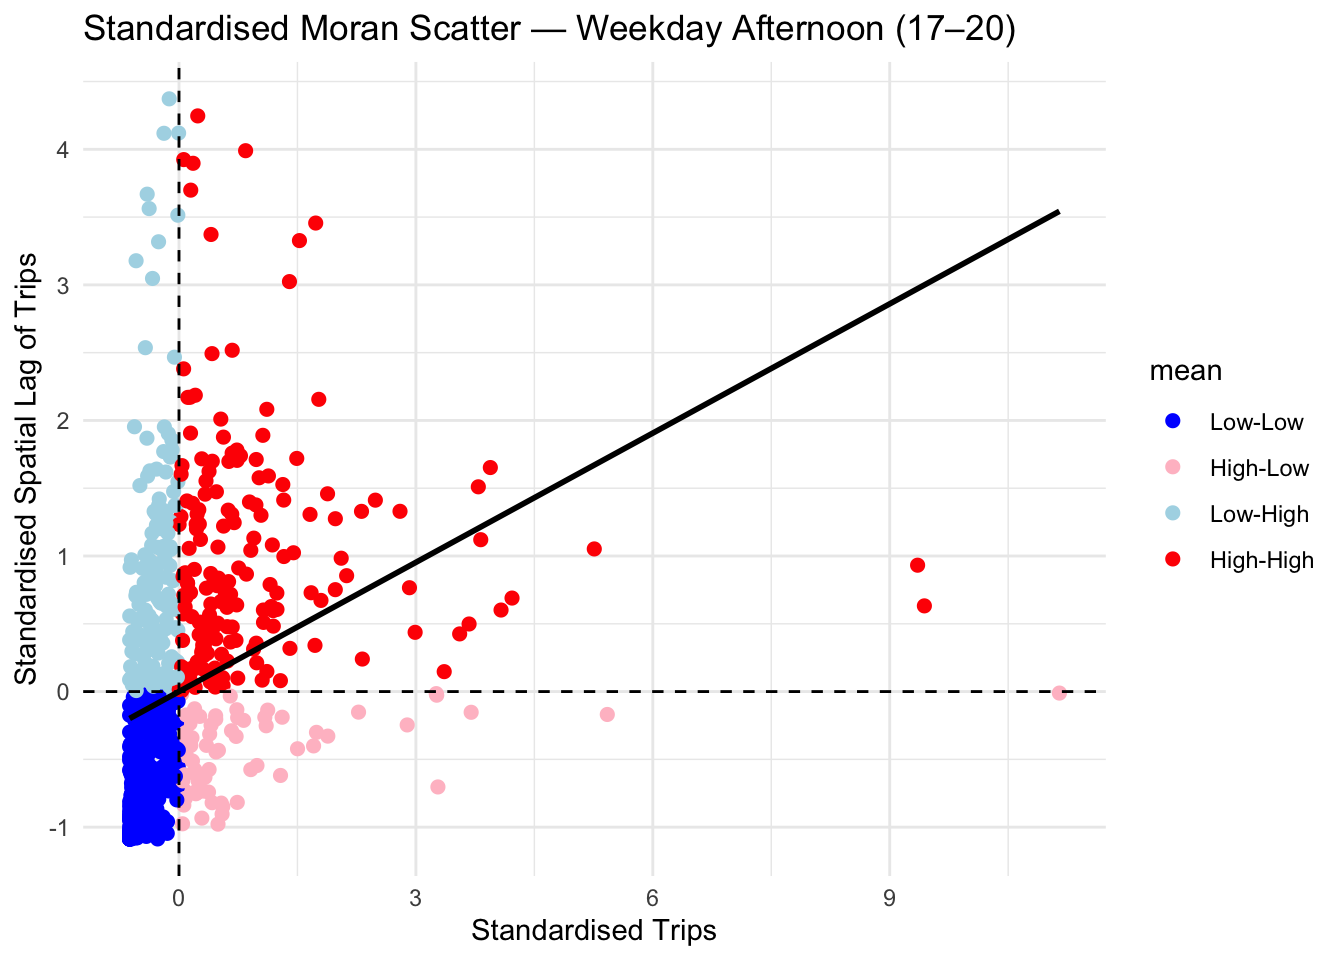 Standardised Moran Scatter — Weekday Afternoon (17–20)
Standardised Spatial Lag of Trips
4
3
2
1
0
-1
0
3
6
9
Standardised Trips
mean
Low-Low
High-Low
Low-High
High-High